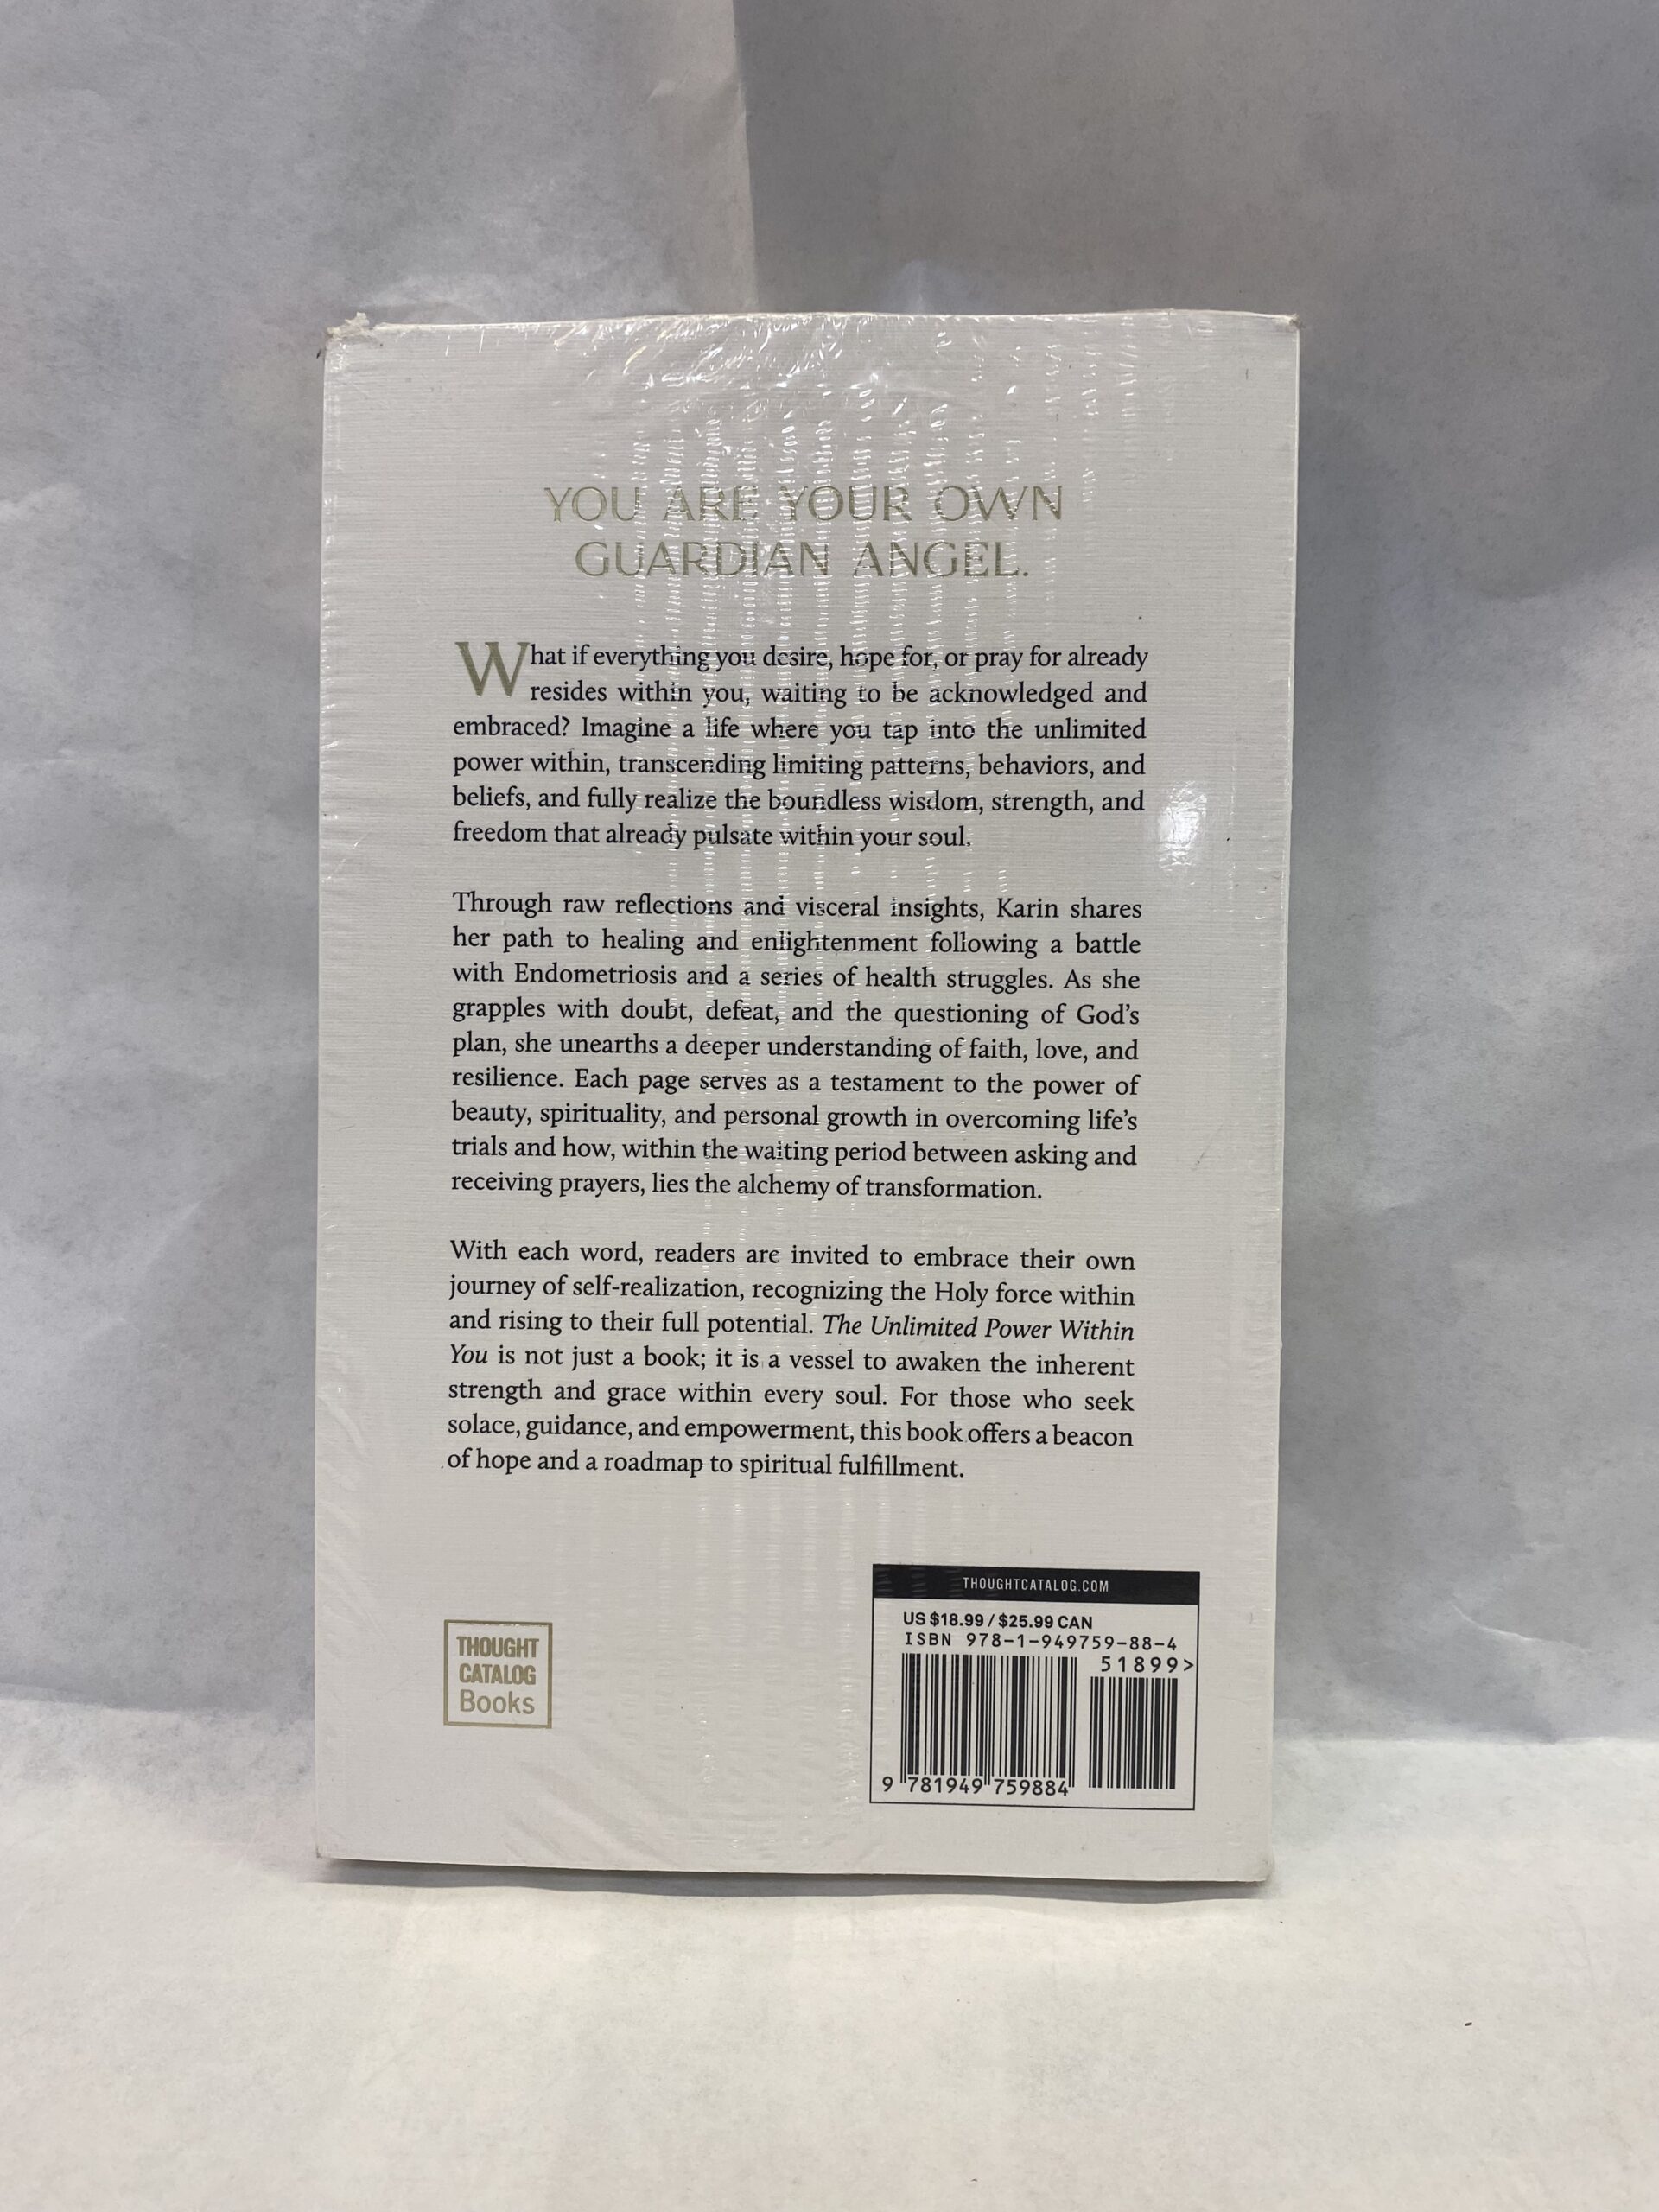 YOU ARE YOUR OWN
GUARDIAN ANGEL.
What if everything you desire, hope for, or pray for already
resides within you, waiting to be acknowledged and
embraced? Imagine a life where you tap into the unlimited
power within, transcending limiting patterns, behaviors, and
beliefs, and fully realize the boundless wisdom, strength, and
freedom that already pulsate within your soul.
Through raw reflections and visceral insights, Karin shares
her path to healing and enlightenment following a battle
with Endometriosis and a series of health struggles. As she
grapples with doubt, defeat, and the questioning of God’s
plan, she unearths a deeper understanding of faith, love, and
resilience. Each page serves as a testament to the power of
beauty, spirituality, and personal growth in overcoming life’s
trials and how, within the waiting period between asking and
receiving prayers, lies the alchemy of transformation.
With each word, readers are invited to embrace their own
journey of self-realization, recognizing the Holy force within
and rising to their full potential. The Unlimited Power Within
You is not just a book; it is a vessel to awaken the inherent
strength and grace within every soul. For those who seek
solace, guidance, and empowerment, this book offers a beacon
of hope and a roadmap to spiritual fulfillment.
THOUGHT
CATALOG
Books
THOUGHTCATALOG.COM
US $18.99 / $25.99 CAN
ISBN 978-1-949759-88-4
51899>
9 781949 759884